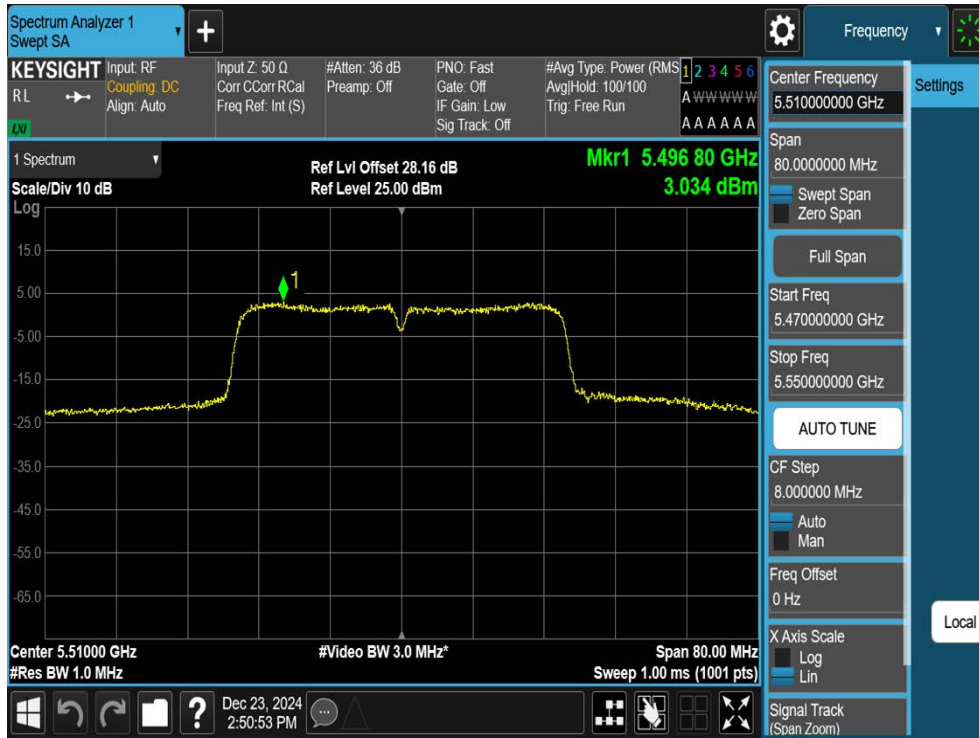 Spectrum Analyzer 1
Swept SA
+
Frequency
KEYSIGHT
R L
LXI
Input: RF
Coupling: DC
Align: Auto
Input Z: 50 Ω
Corr CCorr RCal
Freq Ref: Int (S)
#Atten: 36 dB
Preamp: Off
PNO: Fast
Gate: Off
IF Gain: Low
Sig Track: Off
#Avg Type: Power (RMS
Avg|Hold: 100/100
Trig: Free Run
1 2 3 4 5 6
A W W W W W
A A A A A A
1 Spectrum
Scale/Div 10 dB
Log
Ref Lvl Offset 28.16 dB
Ref Level 25.00 dBm
Mkr1 5.496 80 GHz
3.034 dBm
1
15.0
5.00
-5.00
-15.0
-25.0
-35.0
-45.0
-55.0
-65.0
Center 5.51000 GHz
#Res BW 1.0 MHz
#Video BW 3.0 MHz*
Span 80.00 MHz
Sweep 1.00 ms (1001 pts)
Center Frequency
5.510000000 GHz
Span
80.0000000 MHz
Swept Span
Zero Span
Full Span
Start Freq
5.470000000 GHz
Stop Freq
5.550000000 GHz
AUTO TUNE
CF Step
8.000000 MHz
Auto
Man
Freq Offset
0 Hz
X Axis Scale
Log
Lin
Signal Track
(Span Zoom)
Settings
Local
?
Dec 23, 2024
2:50:53 PM